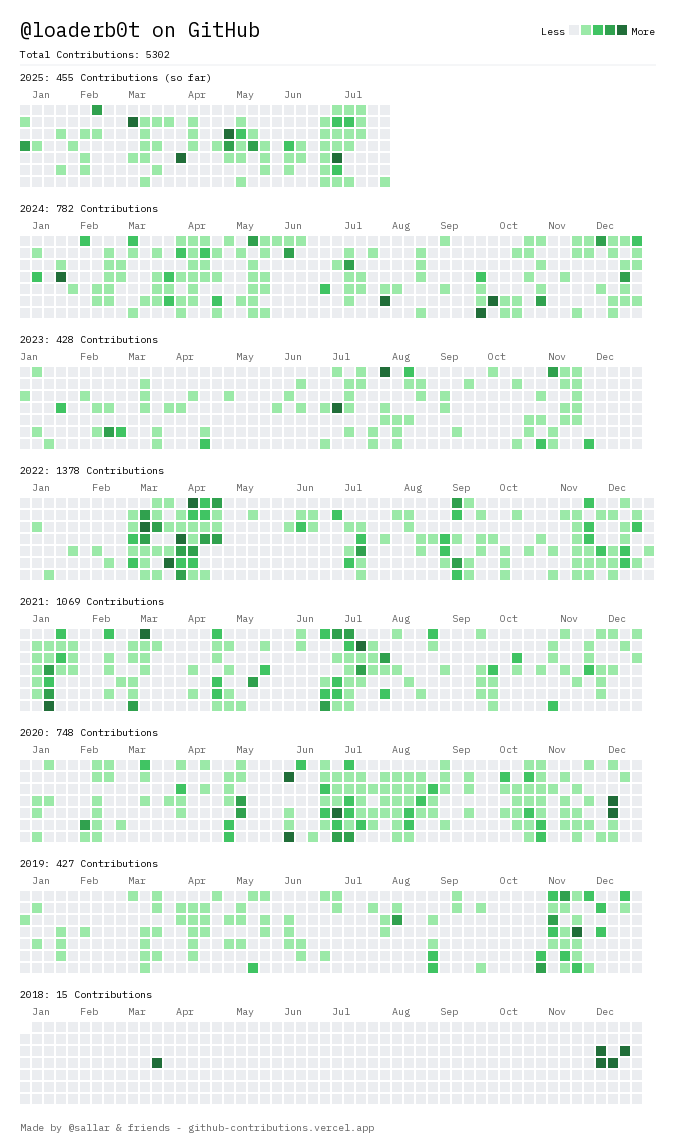 @loaderb0t on GitHub
Less More
Total Contributions: 5302
2025: 455 Contributions (so far)
Jan Feb Mar Apr May Jun Jul
2024: 782 Contributions
Jan Feb Mar Apr May Jun Jul Aug Sep Oct Nov Dec
2023: 428 Contributions
Jan Feb Mar Apr May Jun Jul Aug Sep Oct Nov Dec
2022: 1378 Contributions
Jan Feb Mar Apr May Jun Jul Aug Sep Oct Nov Dec
2021: 1069 Contributions
Jan Feb Mar Apr May Jun Jul Aug Sep Oct Nov Dec
2020: 748 Contributions
Jan Feb Mar Apr May Jun Jul Aug Sep Oct Nov Dec
2019: 427 Contributions
Jan Feb Mar Apr May Jun Jul Aug Sep Oct Nov Dec
2018: 15 Contributions
Jan Feb Mar Apr May Jun Jul Aug Sep Oct Nov Dec
Made by @sallar & friends - github-contributions.vercel.app